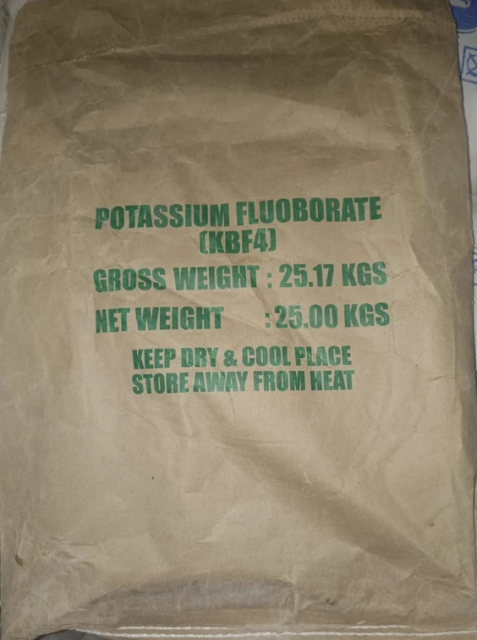 POTASSIUM FLUOBORATE
(KBF4)
GROSS WEIGHT : 25.17 KGS
NET WEIGHT : 25.00 KGS
KEEP DRY & COOL PLACE
STORE AWAY FROM HEAT